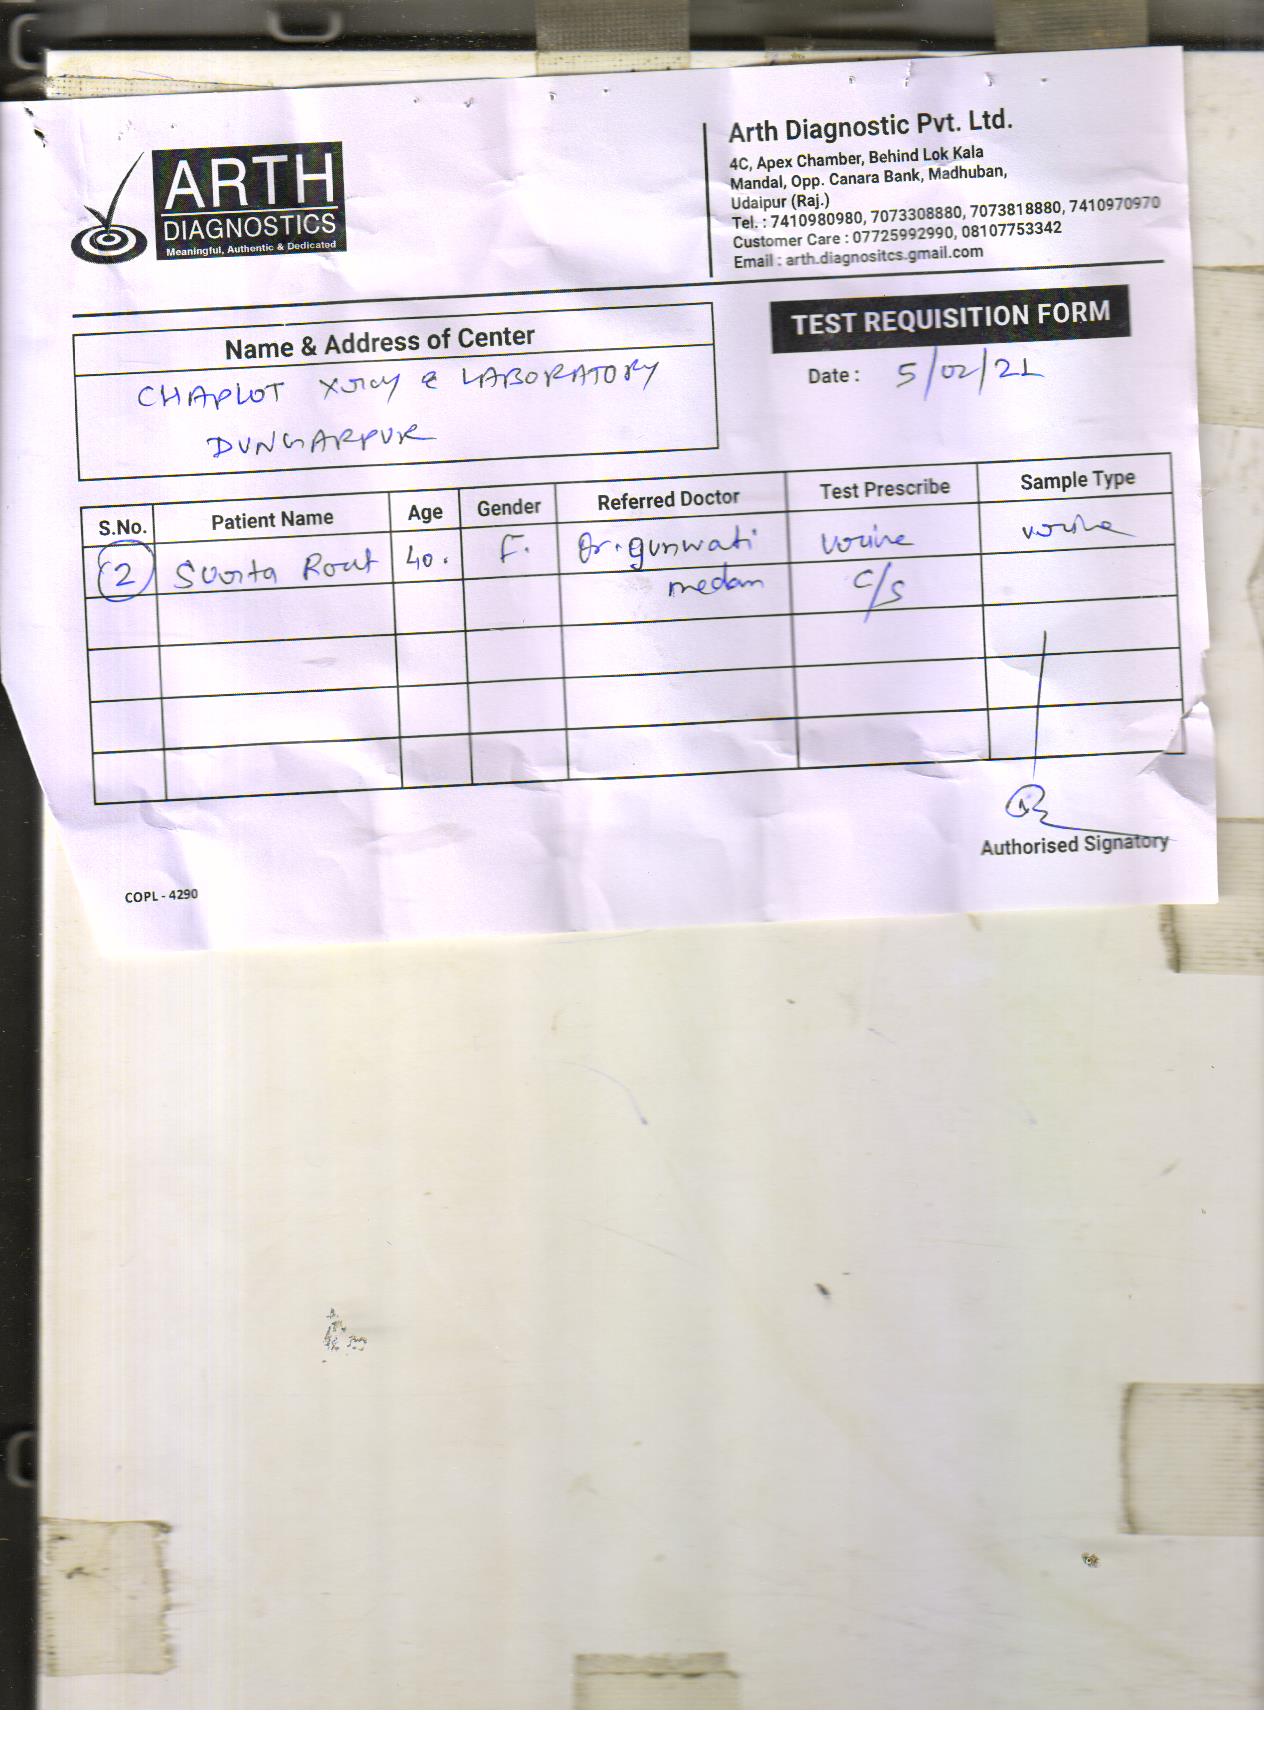 ARTH
DIAGNOSTICS
Meaningful, Authentic & Dedicated
Arth Diagnostic Pvt. Ltd.
4C, Apex Chamber, Behind Lok Kala
Mandal, Opp. Canara Bank, Madhuban,
Udaipur (Raj.)
Tel. : 7410980980, 7073308880, 7073818880, 7410970970
Customer Care : 07725992990, 08107753342
Email : arth.diagnositcs.gmail.com
Name & Address of Center
CHAPLOT Xray & LABORATORY
DUNGARPUR
TEST REQUISITION FORM
Date : 5/02/21
S.No. Patient Name Age Gender Referred Doctor Test Prescribe Sample Type
2 Rout 40. F. Dr. gunwati urine urine
medam C/S
Authorised Signatory
COPL - 4290